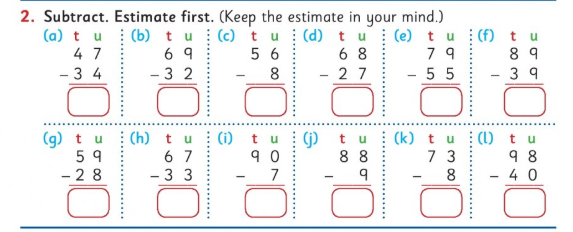 2. Subtract. Estimate first. (Keep the estimate in your mind.)
(a) t u (b) t u (c) t u (d) t u (e) t u (f) t u
4 7 6 9 5 6 6 8 7 9 8 9
– 3 4 – 3 2 – 8 – 2 7 – 5 5 – 3 9
(g) t u (h) t u (i) t u (j) t u (k) t u (l) t u
5 9 6 7 9 0 8 8 7 3 9 8
– 2 8 – 3 3 – 7 – 9 – 8 – 4 0